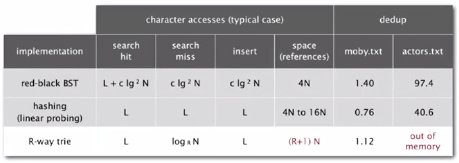 character accesses (typical case) dedup
implementation search hit search miss insert space (references) moby.txt actors.txt
red-black BST L + c lg ² N c lg ² N c lg ² N 4N 1.40 97.4
hashing (linear probing) L L L 4N to 16N 0.76 40.6
R-way trie L log R N L (R+1) N 1.12 out of memory